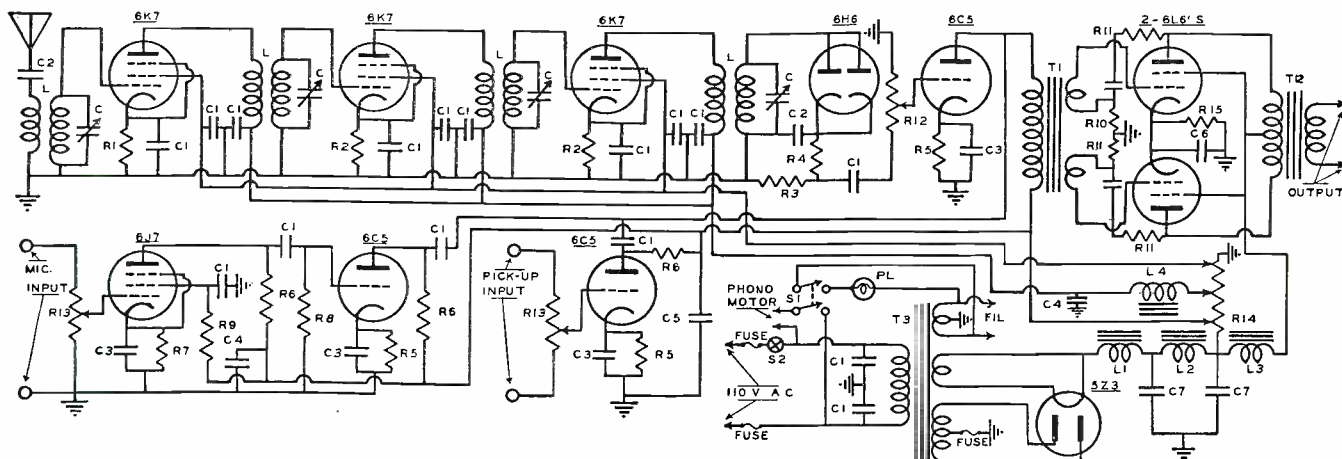 6K7 6K7 6K7 6H6 6C5 2-6L6'S
C2 L C R1 C1
C1 C1 L C R2 C1
C1 C1 L C R2 C1
C1 C1 L C C2 R4 R3 C1 R12
R5 C3
T1 R11 R10 R11 R11 R15 C6 T12
OUTPUT
6J7 6C5 6C5
MIC.
INPUT
R13 C3 R7 R9 C1 C4 R6 C1 R8 C3 R5 C1 R6
PICK-UP
INPUT
R13 C3 R5 C1 R6 C5
PHONO
MOTOR
S1 PL
FUSE S2
110 V A C
FUSE
C1 C1 T3
FIL
FUSE
5Z3
C4 L4 R14
L1 L2 L3
C7 C7